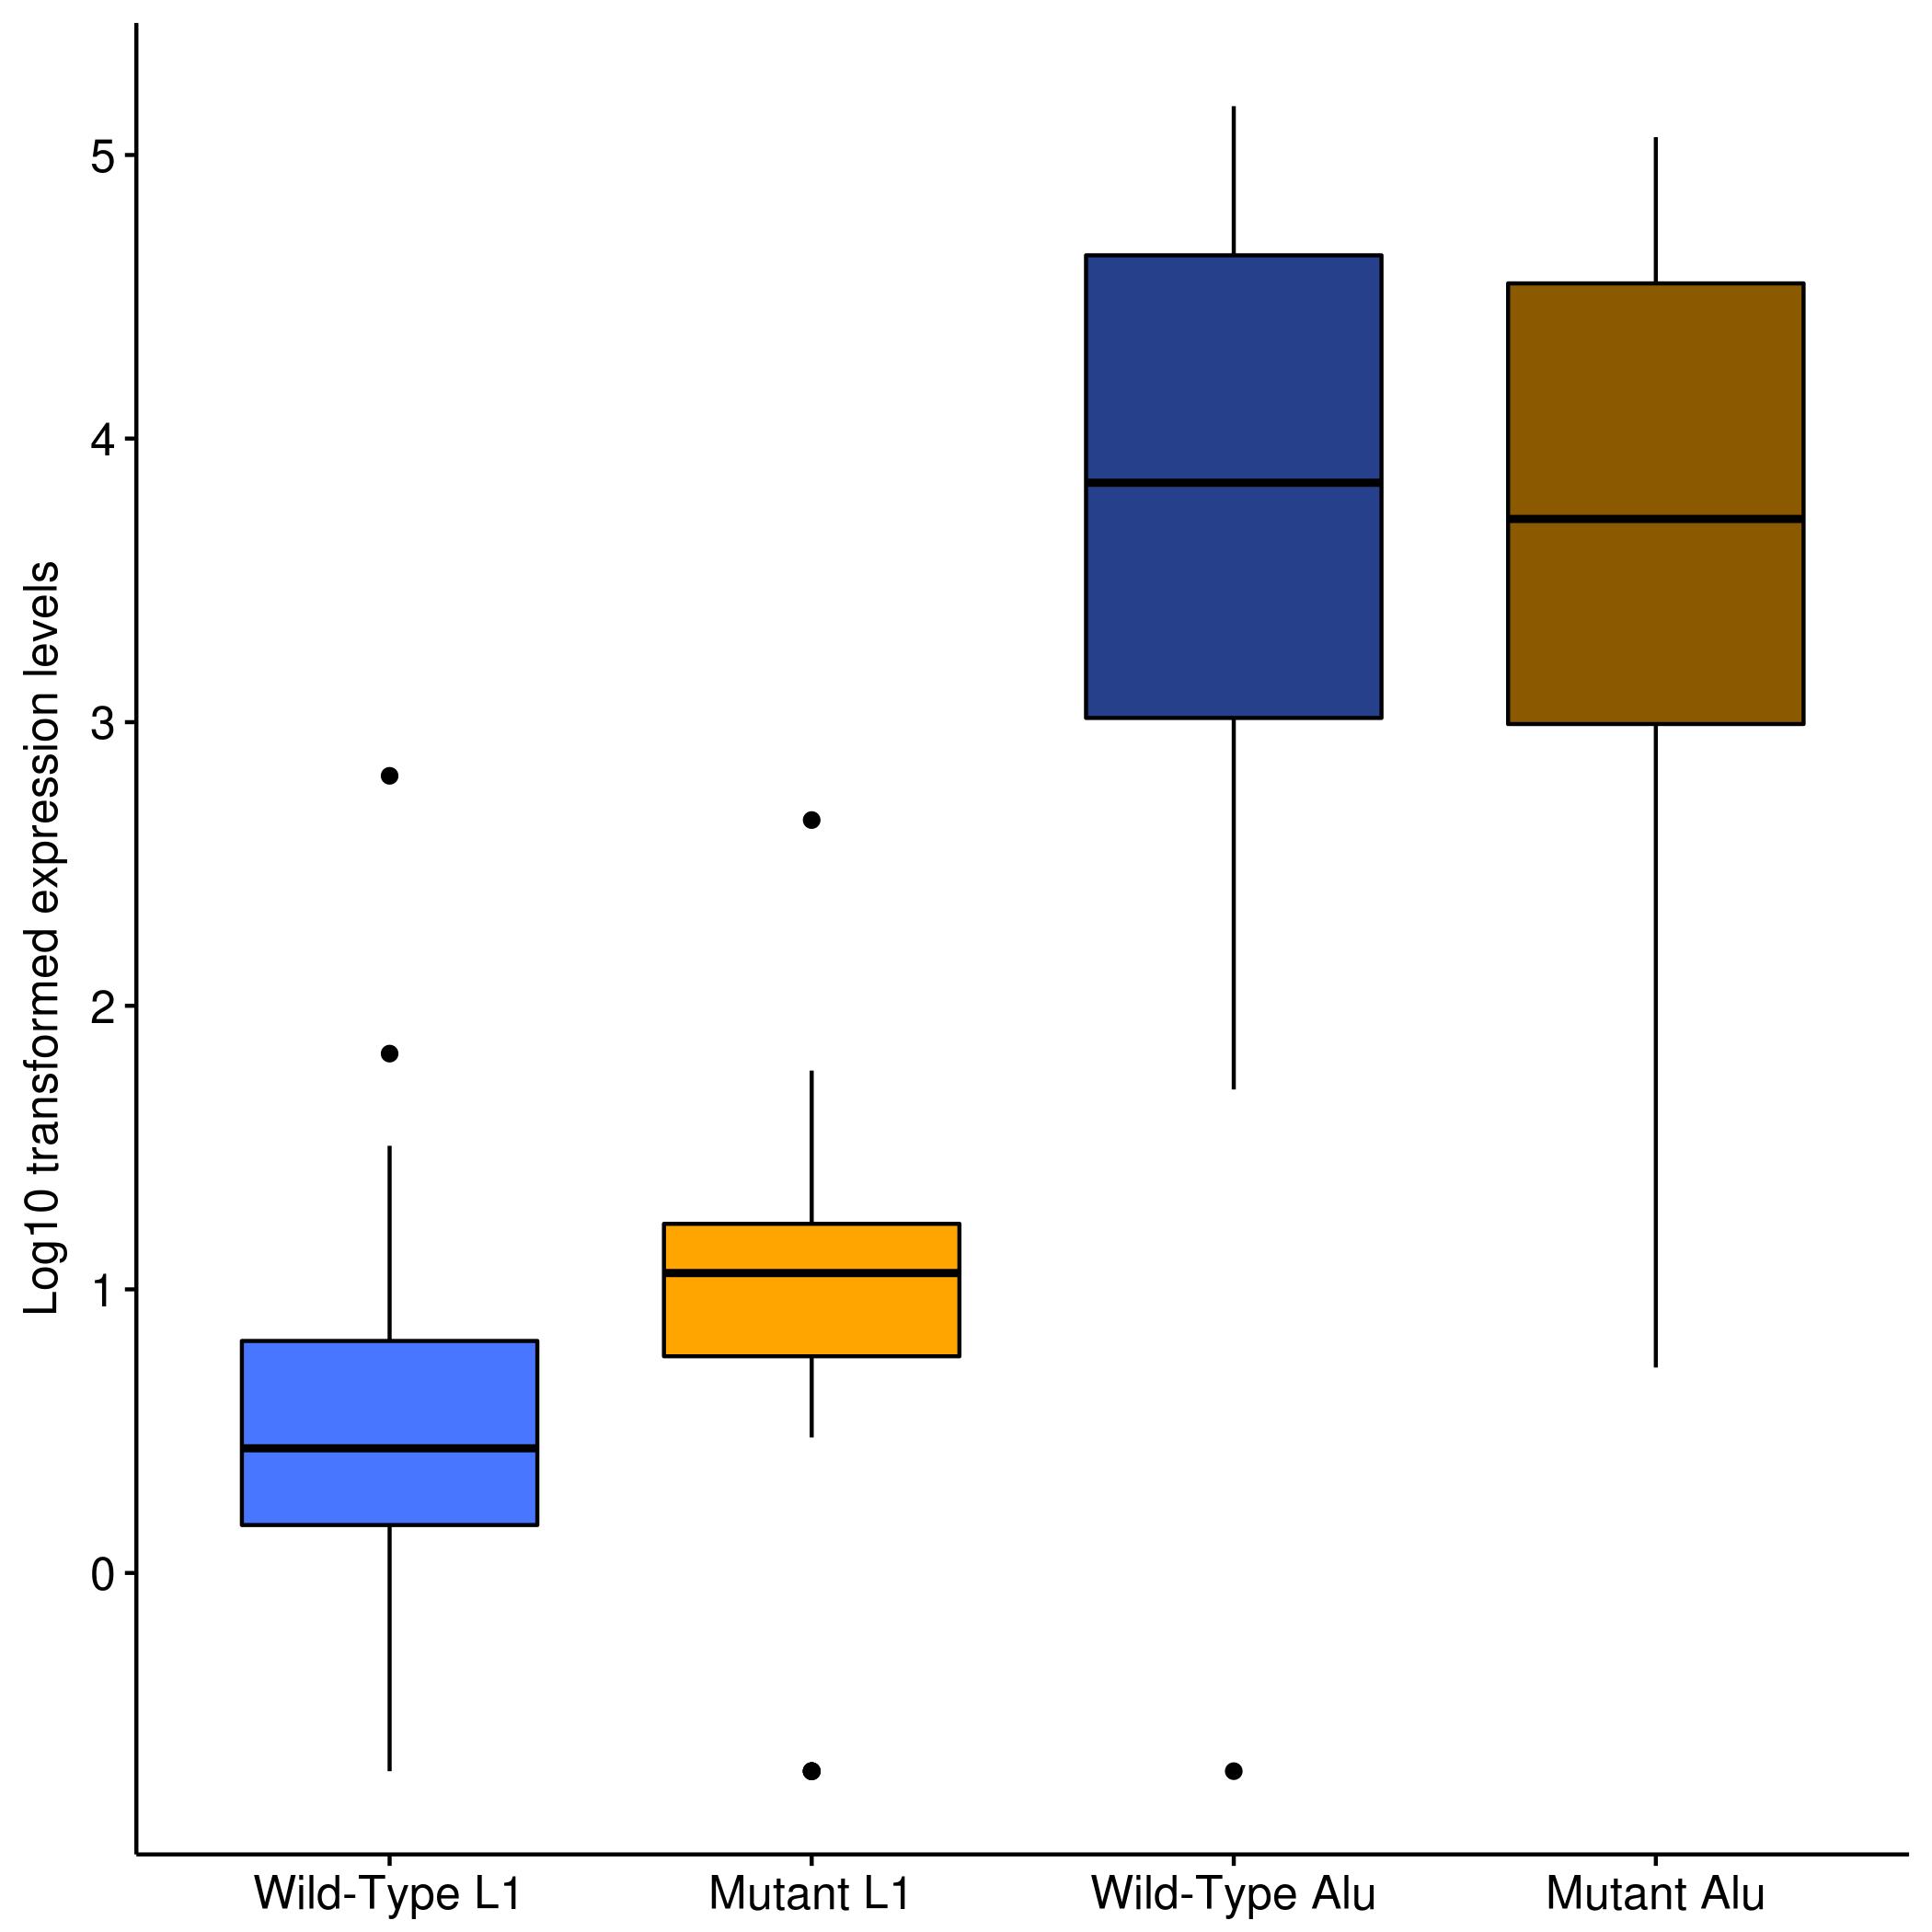 Log10 transformed expression levels
5
4
3
2
1
0
Wild-Type L1
Mutant L1
Wild-Type Alu
Mutant Alu